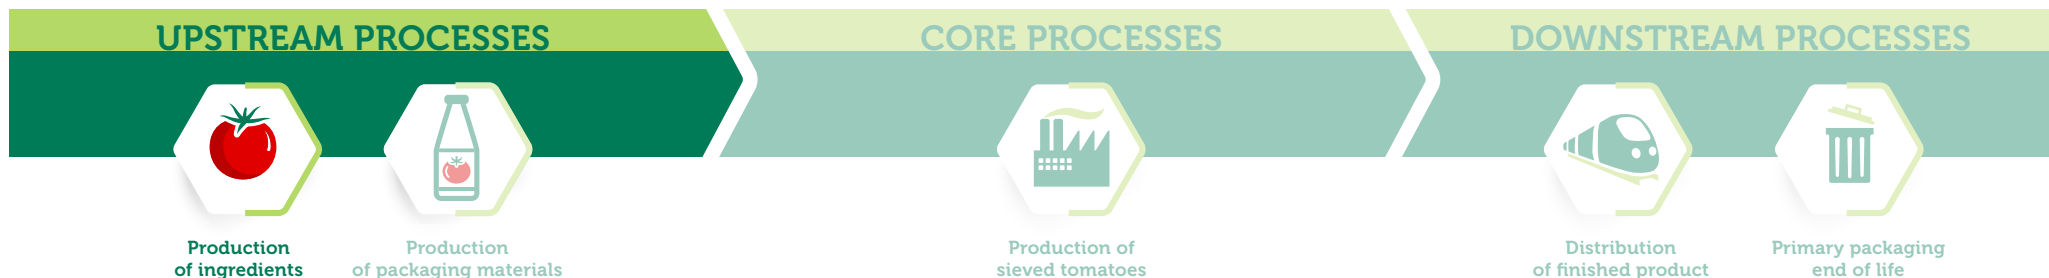 UPSTREAM PROCESSES
CORE PROCESSES
DOWNSTREAM PROCESSES
Production
of ingredients
Production
of packaging materials
Production of
sieved tomatoes
Distribution
of finished product
Primary packaging
end of life